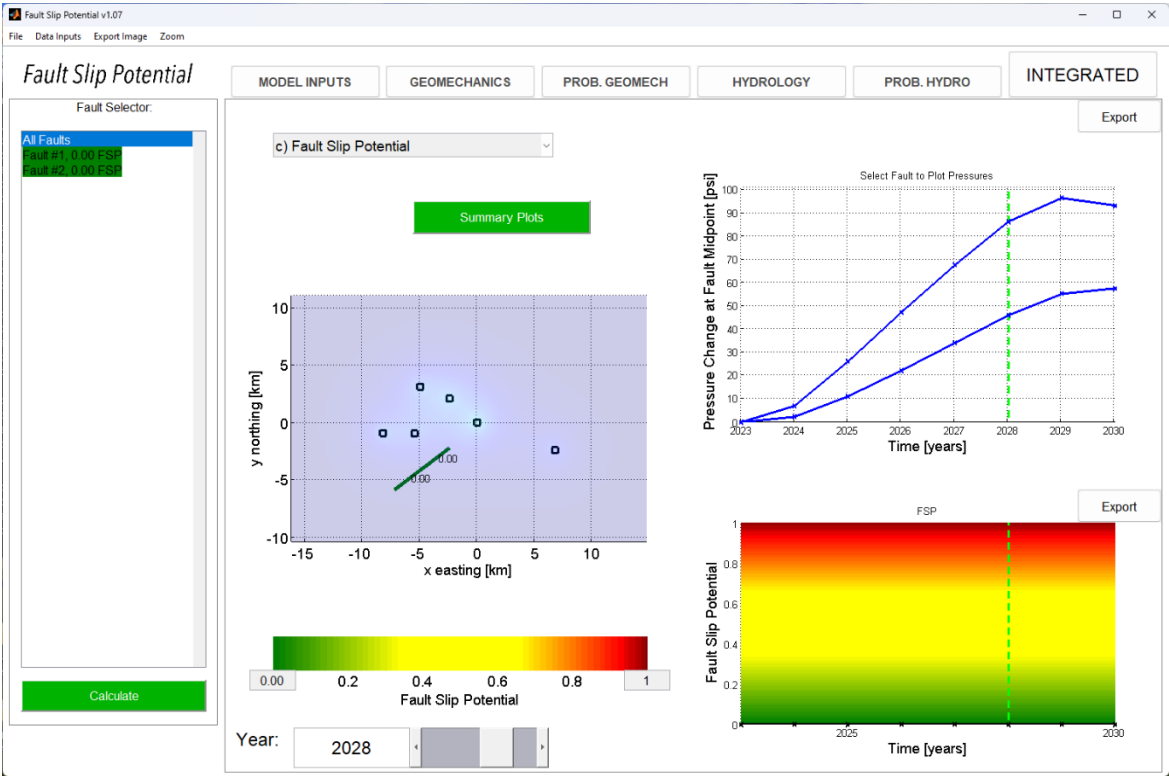 Fault Slip Potential v1.07
File Data Inputs Export Image Zoom
Fault Slip Potential
MODEL INPUTS GEOMECHANICS PROB. GEOMECH HYDROLOGY PROB. HYDRO INTEGRATED
Fault Selector:
All Faults
Fault #1, 0.00 FSP
Fault #2, 0.00 FSP
Calculate
Export
c) Fault Slip Potential
Summary Plots
10
5
0
-5
-10
y northing [km]
0.00
0.00
-15 -10 -5 0 5 10
x easting [km]
0.00 0.2 0.4 0.6 0.8 1
Fault Slip Potential
Year: 2028
Select Fault to Plot Pressures
Pressure Change at Fault Midpoint [psi]
100
90
80
70
60
50
40
30
20
10
0
2023 2024 2025 2026 2027 2028 2029 2030
Time [years]
Export
FSP
Fault Slip Potential
1
0.8
0.6
0.4
0.2
0
2025 2030
Time [years]